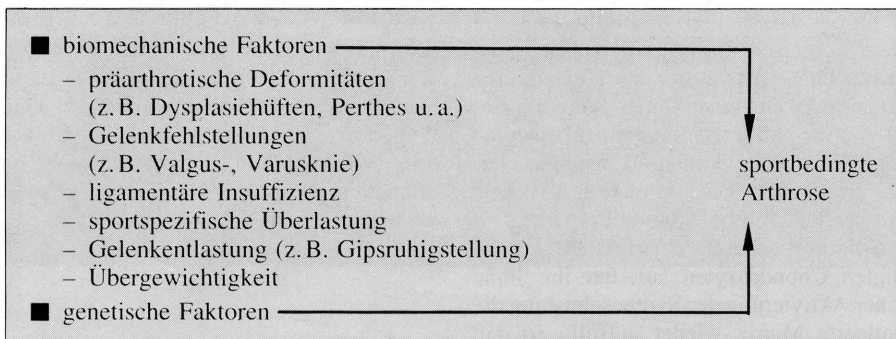 ■ biomechanische Faktoren
– präarthrotische Deformitäten
(z. B. Dysplasiehüften, Perthes u. a.)
– Gelenkfehlstellungen
(z. B. Valgus-, Varusknie)
– ligamentäre Insuffizienz
– sportspezifische Überlastung
– Gelenkentlastung (z. B. Gipsruhigstellung)
– Übergewichtigkeit
■ genetische Faktoren
sportbedingte
Arthrose